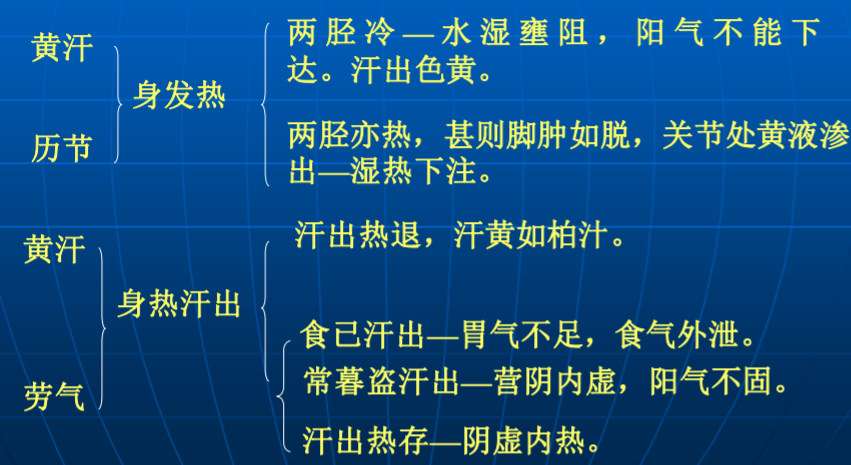 黄汗
历节
身发热
两胫冷—水湿壅阻，阳气不能下
达。汗出色黄。
两胫亦热，甚则脚肿如脱，关节处黄液渗
出—湿热下注。
黄汗
劳气
身热汗出
汗出热退，汗黄如柏汁。
食已汗出—胃气不足，食气外泄。
常暮盗汗出—营阴内虚，阳气不固。
汗出热存—阴虚内热。